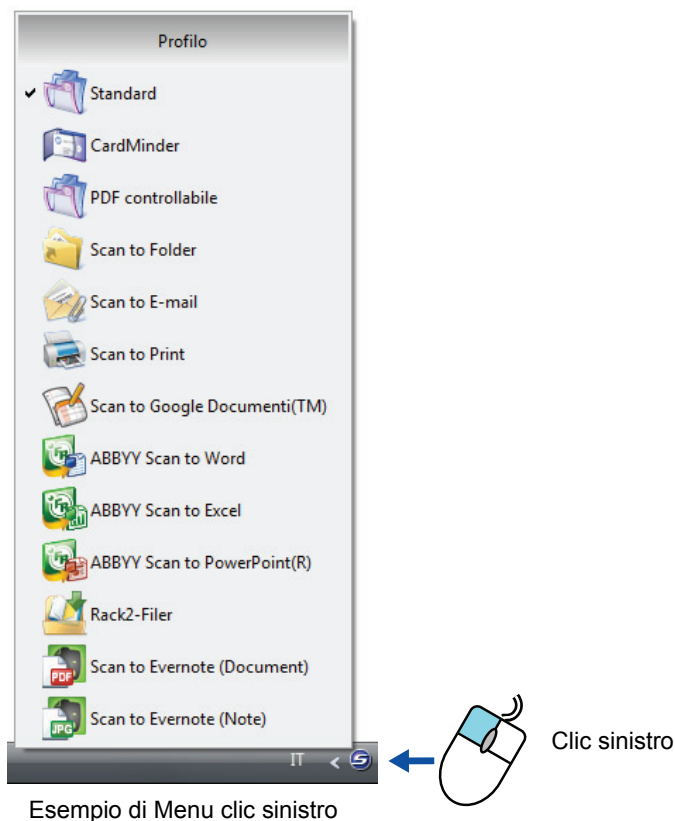 Profilo
Standard
CardMinder
PDF controllabile
Scan to Folder
Scan to E-mail
Scan to Print
Scan to Google Documenti(TM)
ABBYY Scan to Word
ABBYY Scan to Excel
ABBYY Scan to PowerPoint(R)
Rack2-Filer
PDF Scan to Evernote (Document)
JPG Scan to Evernote (Note)
IT <
Clic sinistro
Esempio di Menu clic sinistro